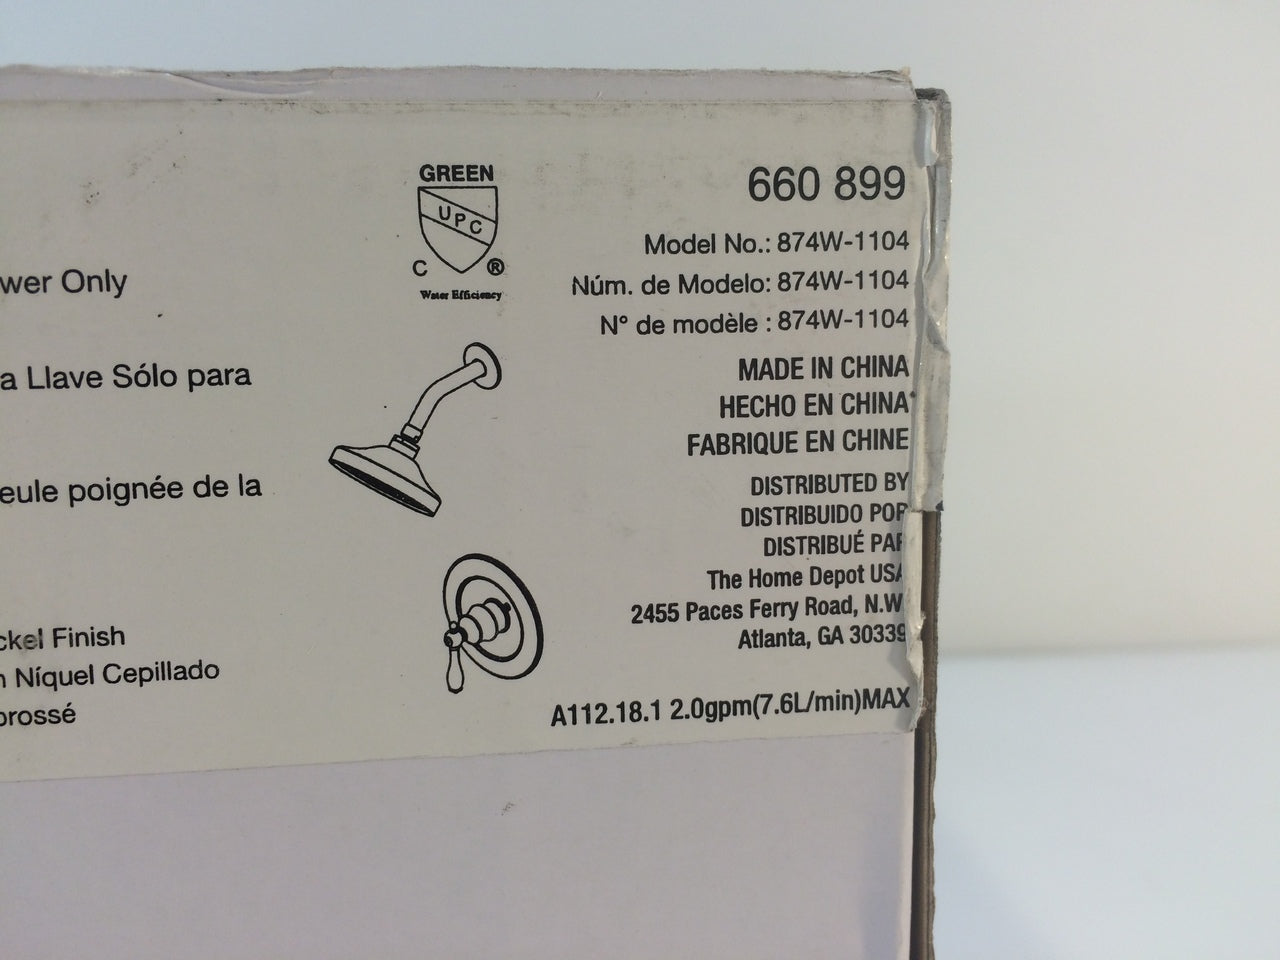 GREEN
UPC
C ®
Water Efficiency
wer Only
a Llave Sólo para
eule poignée de la
ckel Finish
n Níquel Cepillado
brossé
660 899
Model No.: 874W-1104
Núm. de Modelo: 874W-1104
N° de modèle : 874W-1104
MADE IN CHINA
HECHO EN CHINA
FABRIQUE EN CHINE
DISTRIBUTED BY
DISTRIBUIDO POR
DISTRIBUÉ PAR
The Home Depot USA
2455 Paces Ferry Road, N.W.
Atlanta, GA 30339
A112.18.1 2.0gpm(7.6L/min)MAX